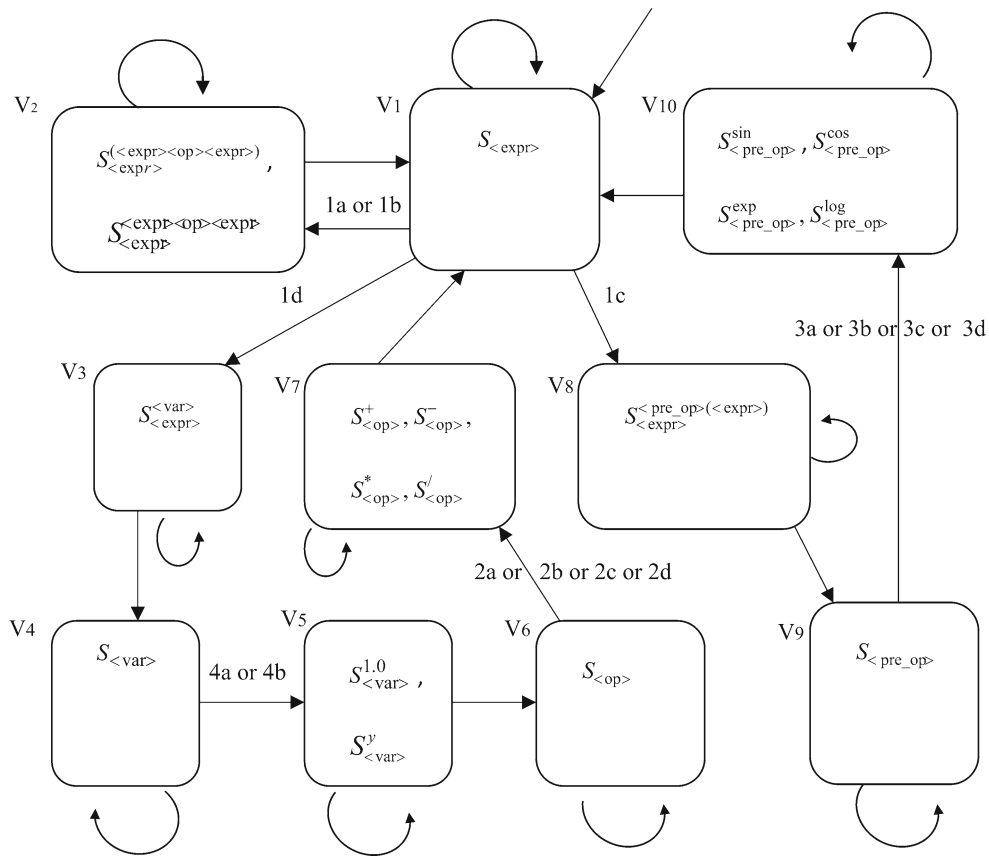 V2
V1
V10
S<expr>
S<expr>(<expr><op><expr>),
S<expr><expr><op><expr>
S<pre_op>sin, S<pre_op>cos
S<pre_op>exp, S<pre_op>log
1a or 1b
1d
1c
3a or 3b or 3c or 3d
V3
V7
V8
S<expr><var>
S<op>+, S<op>−,
S<op>*, S<op>/
S<expr><pre_op>(<expr>)
2a or 2b or 2c or 2d
V4
V5
V6
V9
S<var>
4a or 4b
S<var>1.0,
S<var>y
S<op>
S<pre_op>